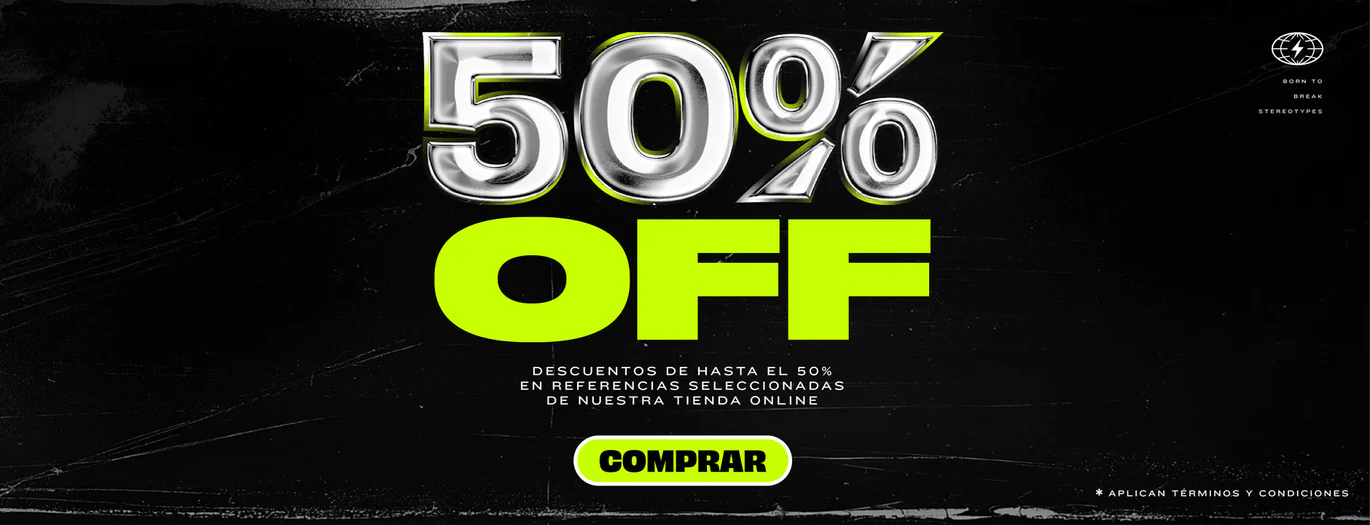 50%
OFF
DESCUENTOS DE HASTA EL 50%
EN REFERENCIAS SELECCIONADAS
DE NUESTRA TIENDA ONLINE
COMPRAR
BORN TO
BREAK
STEREOTYPES
* APLICAN TÉRMINOS Y CONDICIONES